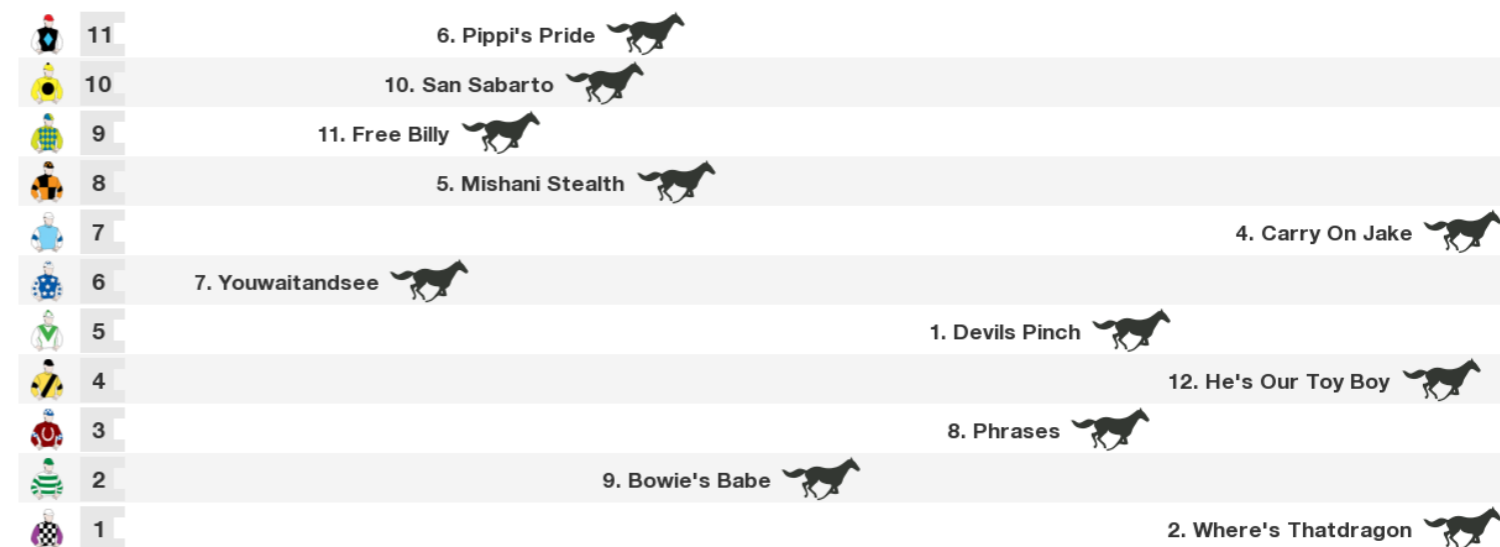 11 6. Pippi's Pride
10 10. San Sabarto
9 11. Free Billy
8 5. Mishani Stealth
7 4. Carry On Jake
6 7. Youwaitandsee
5 1. Devils Pinch
4 12. He's Our Toy Boy
3 8. Phrases
2 9. Bowie's Babe
1 2. Where's Thatdragon